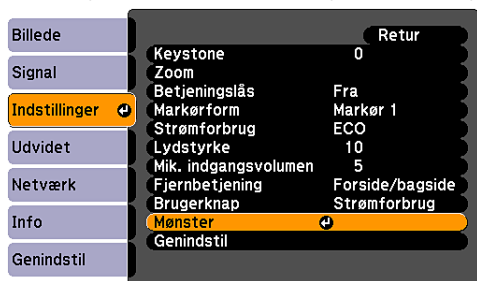 Billede
Signal
Indstillinger
Udvidet
Netværk
Info
Genindstil
Retur
Keystone 0
Zoom
Betjeningslås Fra
Markørform Markør 1
Strømforbrug ECO
Lydstyrke 10
Mik. indgangsvolumen 5
Fjernbetjening Forside/bagside
Brugerknap Strømforbrug
Mønster
Genindstil